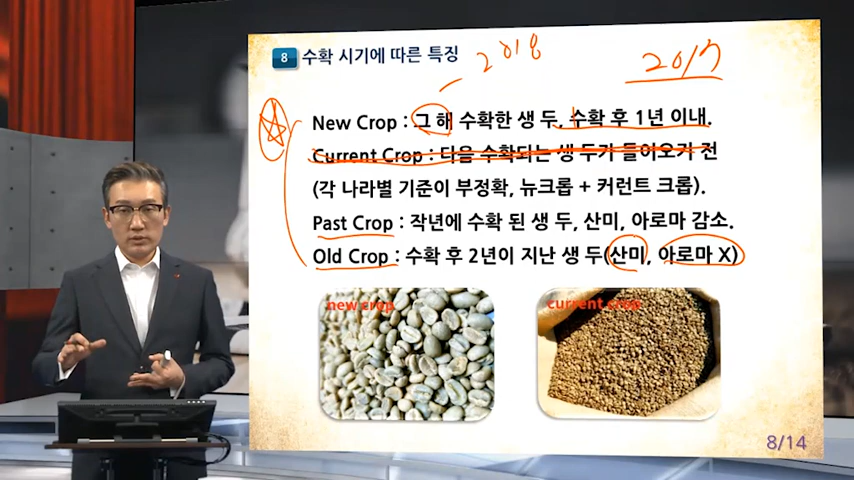 8 수확 시기에 따른 특징
2018
2017
New Crop : 그 해 수확한 생 두, 수확 후 1년 이내.
Current Crop : 다음 수확되는 생 두가 들어오기 전
(각 나라별 기준이 부정확, 뉴크롭 + 커런트 크롭).
Past Crop : 작년에 수확 된 생 두, 산미, 아로마 감소.
Old Crop : 수확 후 2년이 지난 생 두(산미, 아로마 X)
new crop
current crop
8/14